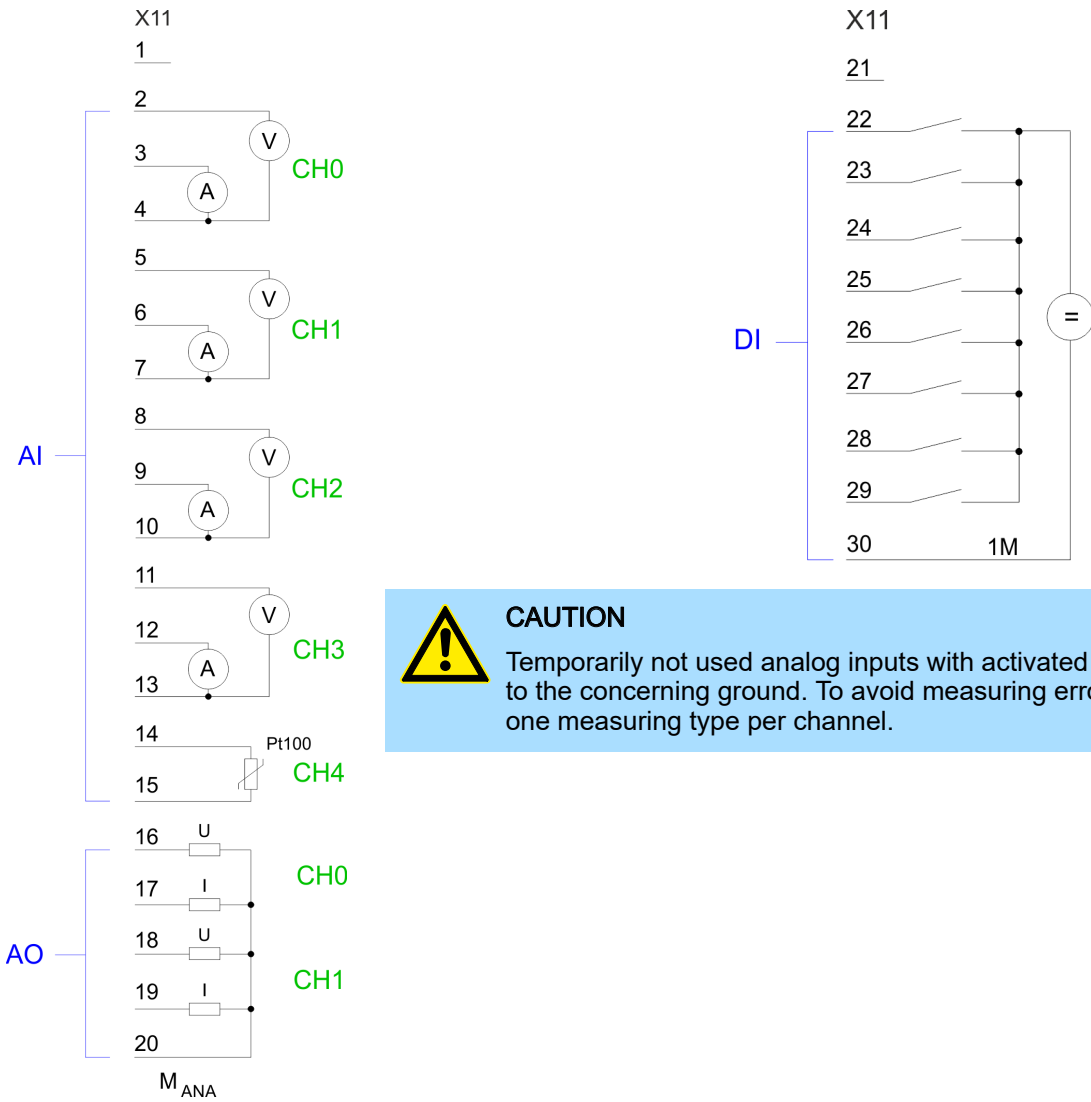 X11
1
2
V
3
CH0
A
4
5
V
6
CH1
A
7
8
V
AI
9
CH2
A
10
11
V
12
CH3
A
13
14
Pt100
CH4
15
16
U
CH0
17
I
18
U
AO
CH1
19
I
20
M ANA
X11
21
22
23
24
25
=
26
DI
27
28
29
30
1M
CAUTION
Temporarily not used analog inputs with activated
to the concerning ground. To avoid measuring
one measuring type per channel.